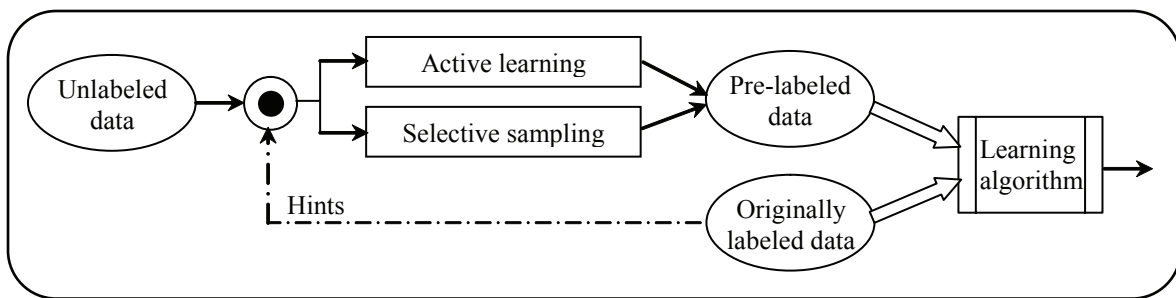 Unlabeled
data
Active learning
Selective sampling
Pre-labeled
data
Hints
Originally
labeled data
Learning
algorithm